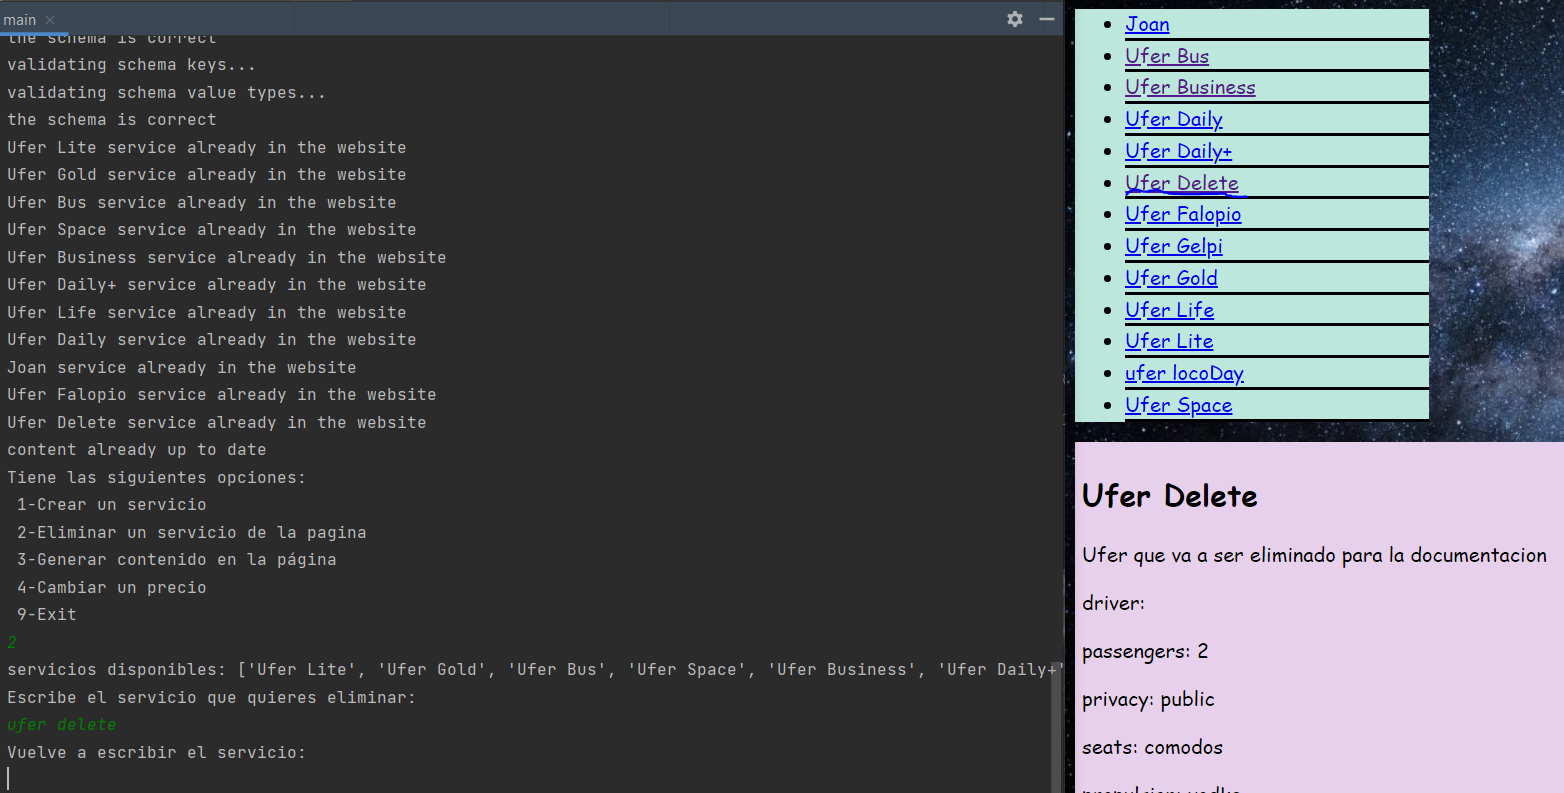 main
the schema is correct
validating schema keys...
validating schema value types...
the schema is correct
Ufer Lite service already in the website
Ufer Gold service already in the website
Ufer Bus service already in the website
Ufer Space service already in the website
Ufer Business service already in the website
Ufer Daily+ service already in the website
Ufer Life service already in the website
Ufer Daily service already in the website
Joan service already in the website
Ufer Falopio service already in the website
Ufer Delete service already in the website
content already up to date
Tiene las siguientes opciones:
1-Crear un servicio
2-Eliminar un servicio de la pagina
3-Generar contenido en la página
4-Cambiar un precio
9-Exit
2
servicios disponibles: ['Ufer Lite', 'Ufer Gold', 'Ufer Bus', 'Ufer Space', 'Ufer Business', 'Ufer Daily+'
Escribe el servicio que quieres eliminar:
ufer delete
Vuelve a escribir el servicio:
Joan
Ufer Bus
Ufer Business
Ufer Daily
Ufer Daily+
Ufer Delete
Ufer Falopio
Ufer Gelpi
Ufer Gold
Ufer Life
Ufer Lite
ufer locoDay
Ufer Space
Ufer Delete
Ufer que va a ser eliminado para la documentacion
driver:
passengers: 2
privacy: public
seats: comodos